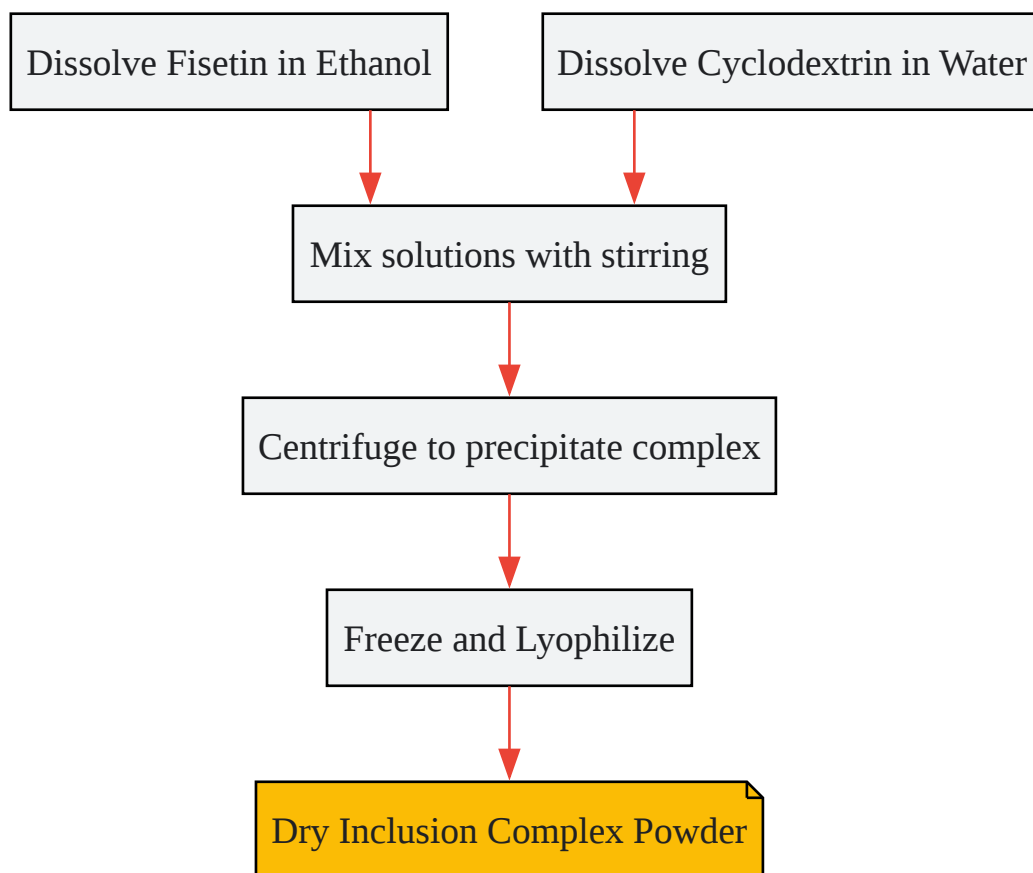 Dissolve Fisetin in Ethanol
Dissolve Cyclodextrin in Water
Mix solutions with stirring
Centrifuge to precipitate complex
Freeze and Lyophilize
Dry Inclusion Complex Powder